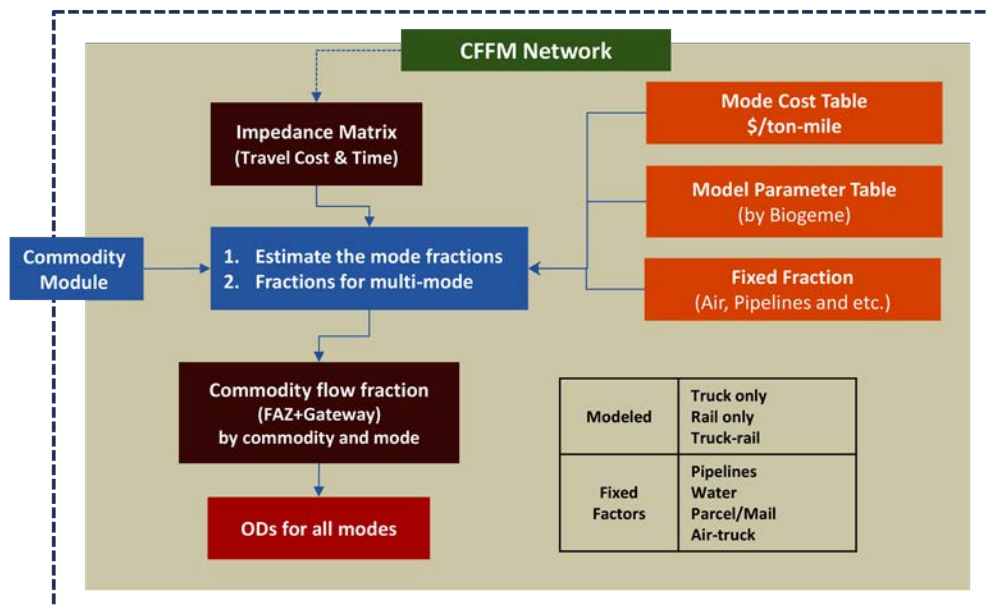 CFFM Network
Impedance Matrix
(Travel Cost & Time)
Mode Cost Table
$/ton-mile
Model Parameter Table
(by Biogeme)
Commodity
Module
1. Estimate the mode fractions
2. Fractions for multi-mode
Fixed Fraction
(Air, Pipelines and etc.)
Commodity flow fraction
(FAZ+Gateway)
by commodity and mode
ODs for all modes
Modeled
Truck only
Rail only
Truck-rail
Fixed
Factors
Pipelines
Water
Parcel/Mail
Air-truck